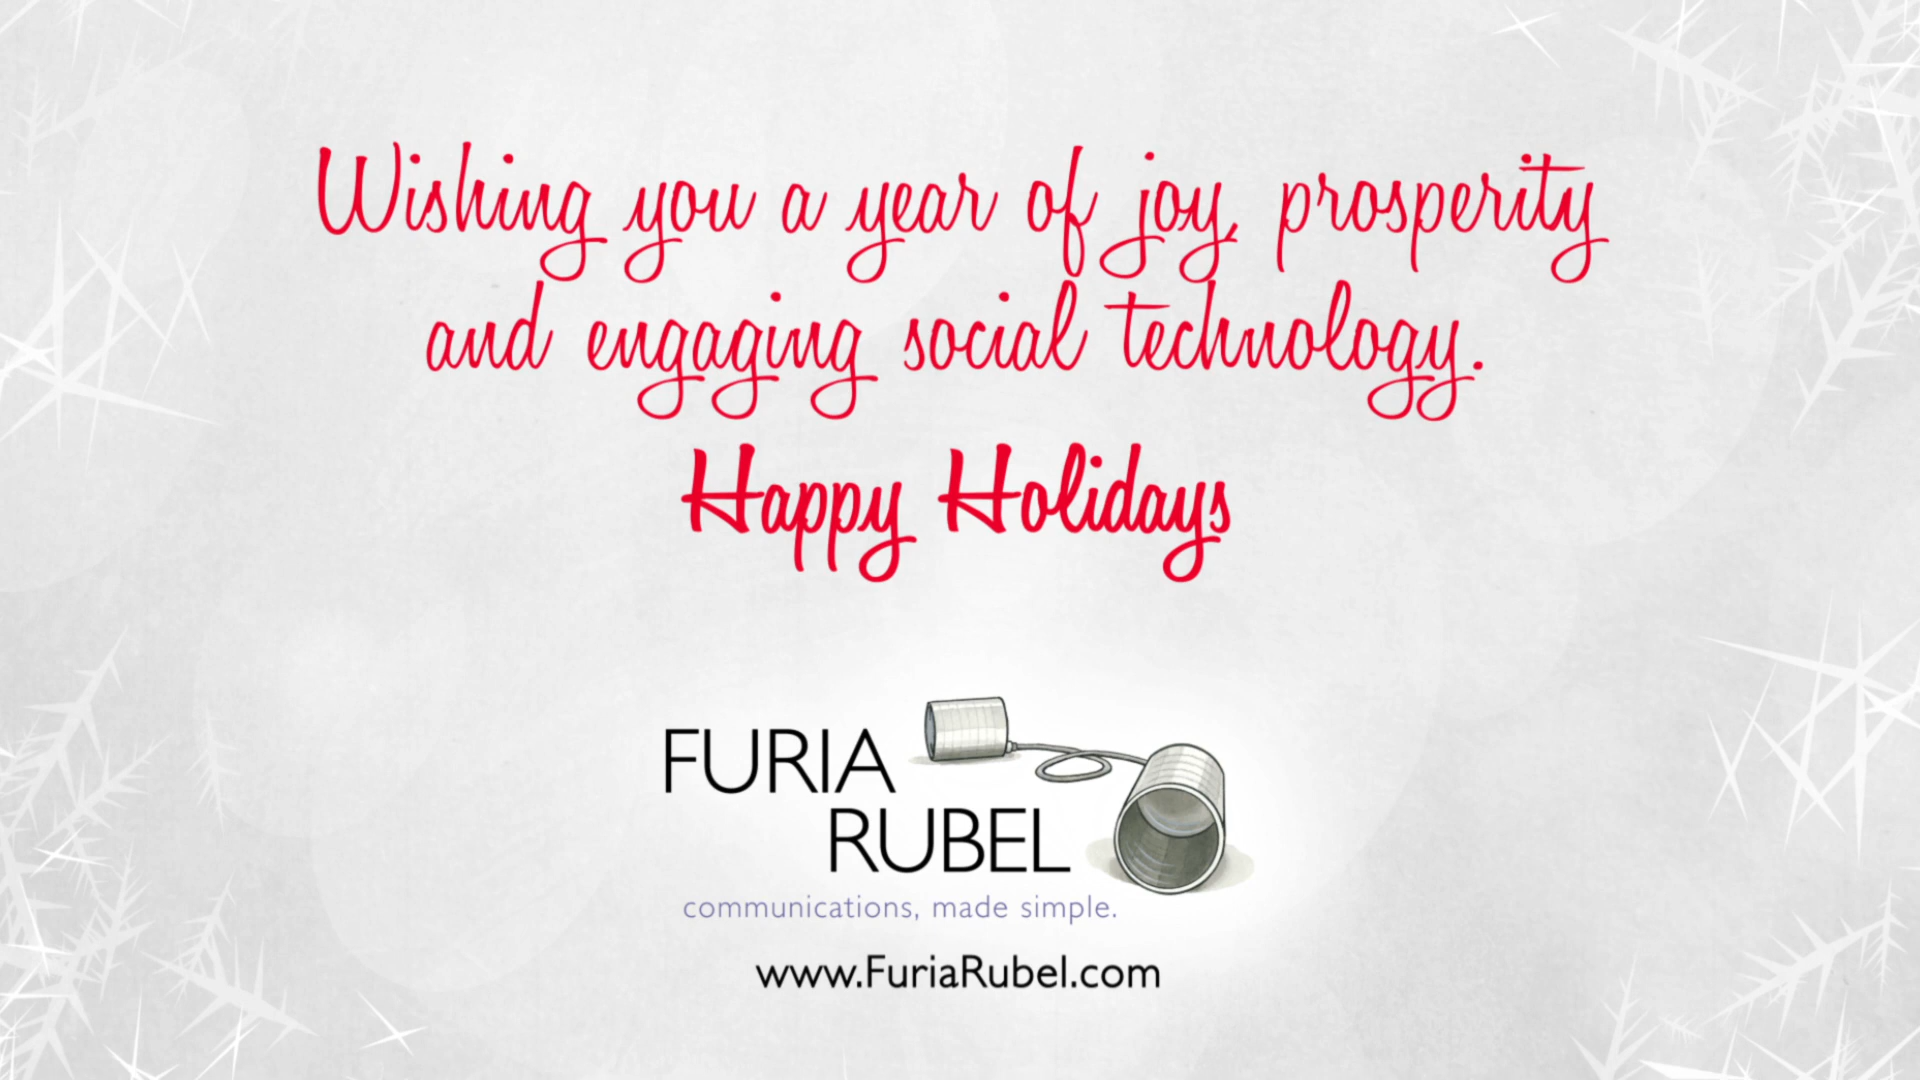 Wishing you a year of joy, prosperity
and engaging social technology.
Happy Holidays
FURIA
RUBEL
communications, made simple.
www.FuriaRubel.com